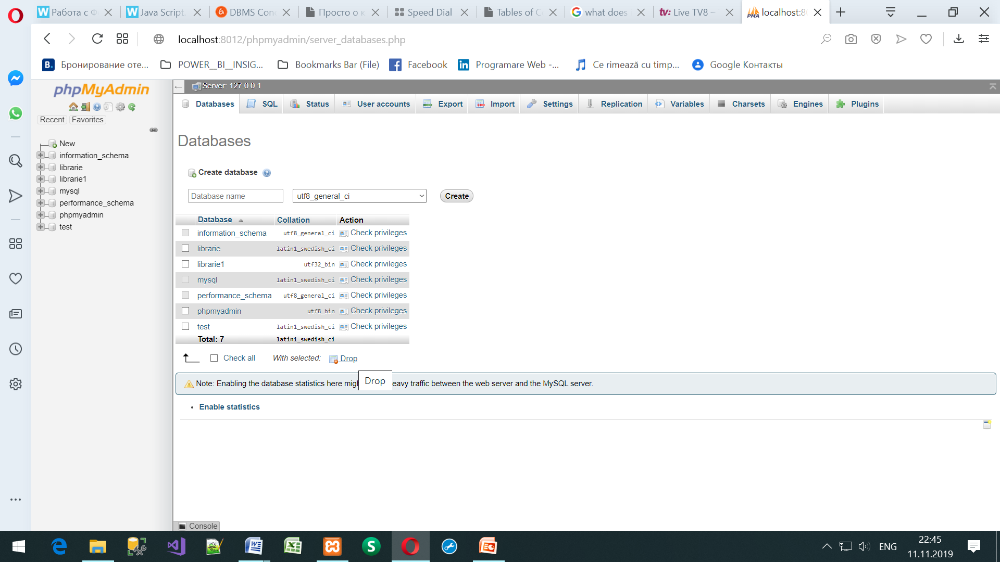 Работа с Ф
Java Script.
DBMS Con
Просто о к
Speed Dial
Tables of C
what does
tv: Live TV8 –
PMA localhost:8
localhost:8012/phpmyadmin/server_databases.php
B. Бронирование оте...
POWER__BI__INSIG...
Bookmarks Bar (File)
Facebook
in Programare Web -...
Ce rimează cu timp...
Google Контакты
phpMyAdmin
Recent Favorites
New
information_schema
librarie
librarie1
mysql
performance_schema
phpmyadmin
test
Server: 127.0.0.1
Databases SQL Status User accounts Export Import Settings Replication Variables Charsets Engines Plugins
Databases
Create database
Database name utf8_general_ci Create
Database Collation Action
information_schema utf8_general_ci Check privileges
librarie latin1_swedish_ci Check privileges
librarie1 utf32_bin Check privileges
mysql latin1_swedish_ci Check privileges
performance_schema utf8_general_ci Check privileges
phpmyadmin utf8_bin Check privileges
test latin1_swedish_ci Check privileges
Total: 7 latin1_swedish_ci
Check all With selected: Drop
Drop
Note: Enabling the database statistics here migh eavy traffic between the web server and the MySQL server.
• Enable statistics
Console
ENG
22:45
11.11.2019